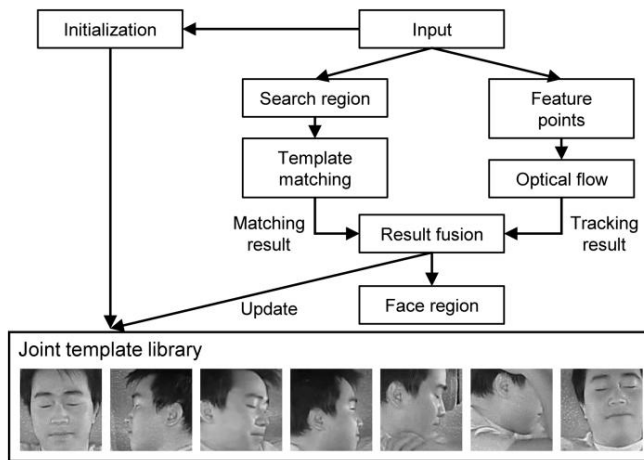 Initialization
Input
Search region
Feature
points
Template
matching
Optical flow
Matching
result
Result fusion
Tracking
result
Update
Face region
Joint template library